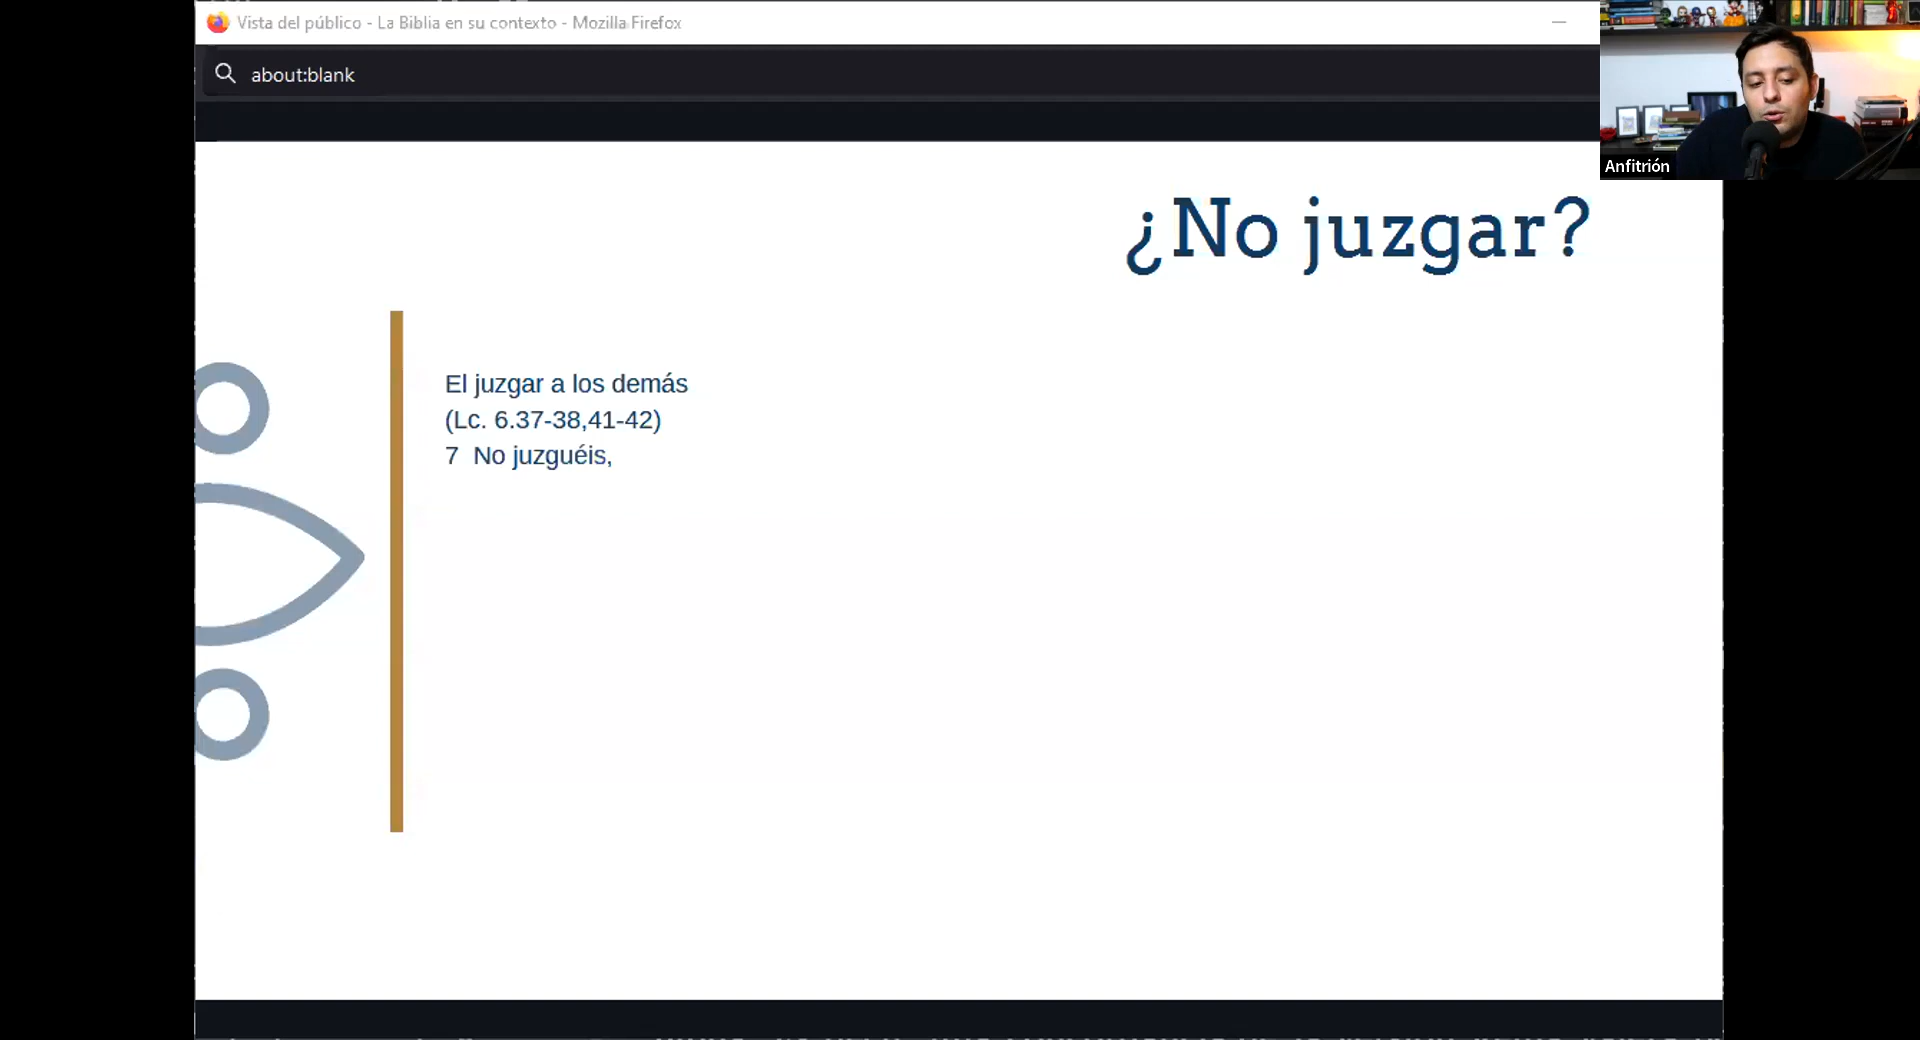 Vista del público - La Biblia en su contexto - Mozilla Firefox
about:blank
Anfitrión
¿No juzgar?
El juzgar a los demás
(Lc. 6.37-38,41-42)
7 No juzguéis,